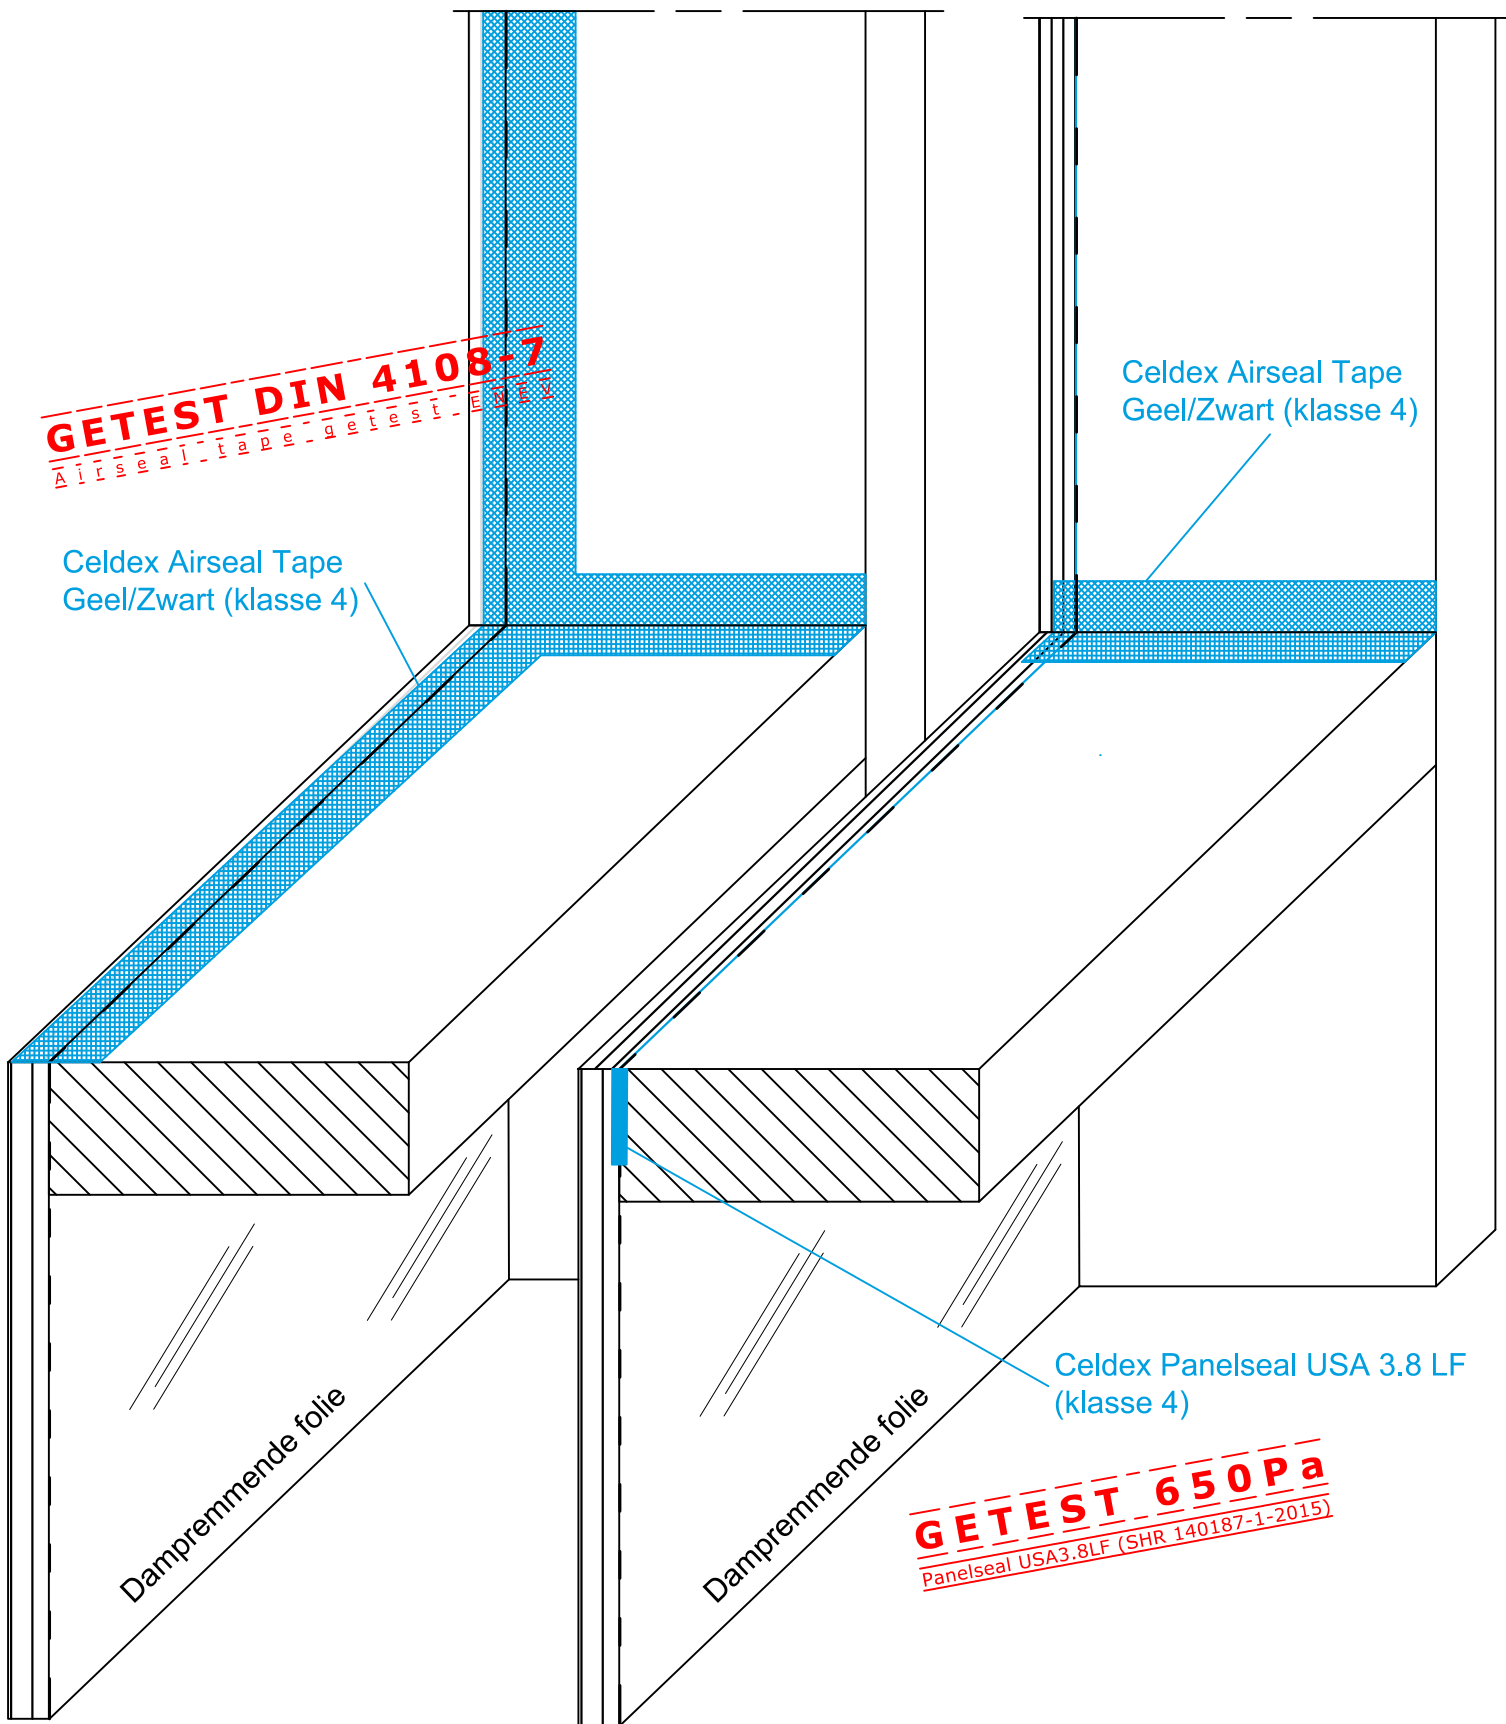 GETEST DIN 4108-7
Airseal tape getest ENEV
Celdex Airseal Tape
Geel/Zwart (klasse 4)
Celdex Airseal Tape
Geel/Zwart (klasse 4)
Dampremmende folie
Dampremmende folie
Celdex Panelseal USA 3.8 LF
(klasse 4)
GETEST 650Pa
Panelseal USA3.8LF (SHR 140187-1-2015)